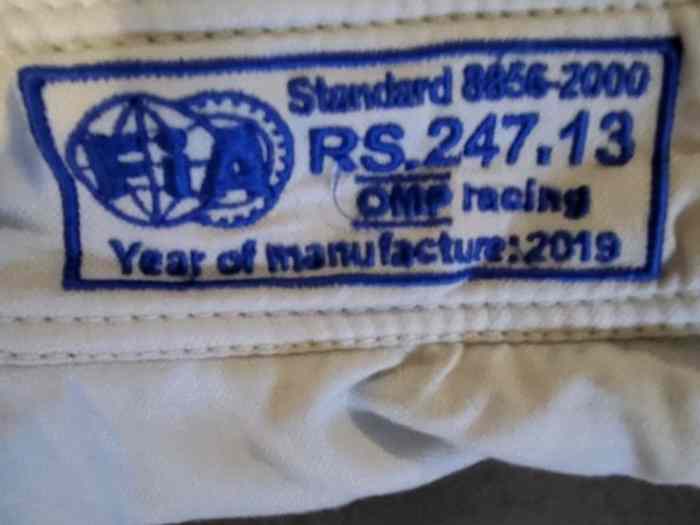 FiA
Standard 8856-2000
RS.247.13
OMP racing
Year of manufacture:2019